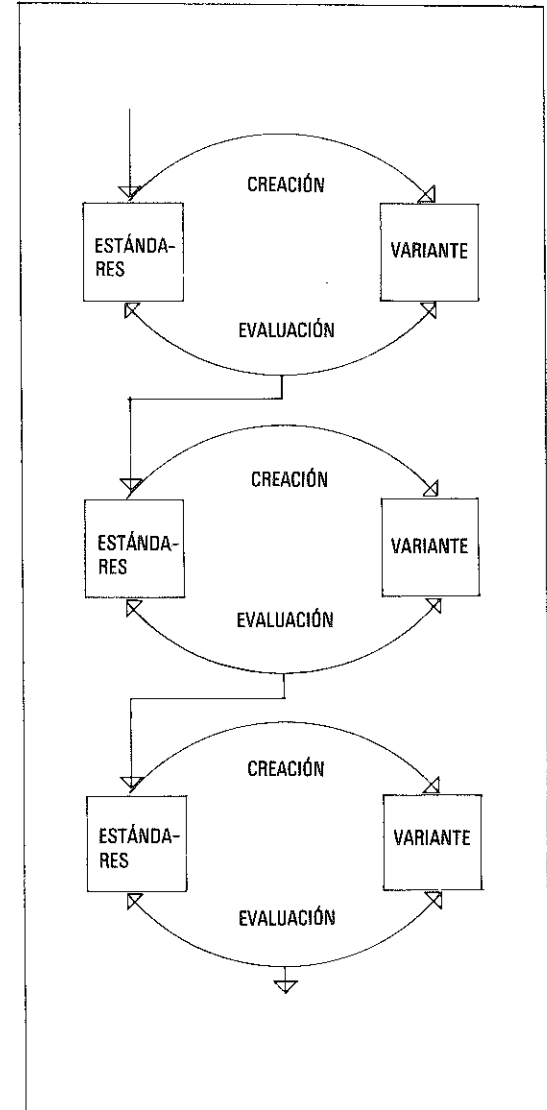 CREACIÓN
ESTÁNDA-
RES
VARIANTE
EVALUACIÓN
CREACIÓN
ESTÁNDA-
RES
VARIANTE
EVALUACIÓN
CREACIÓN
ESTÁNDA-
RES
VARIANTE
EVALUACIÓN